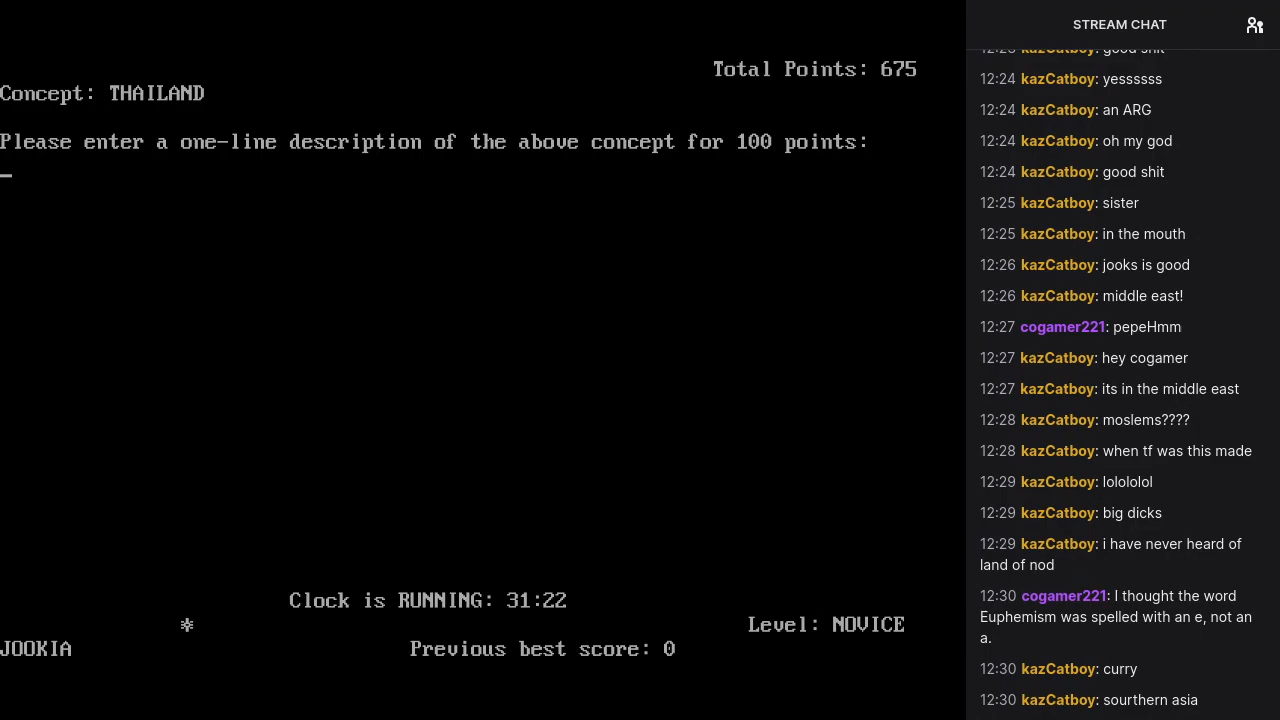 Total Points: 675
Concept: THAILAND
Please enter a one-line description of the above concept for 100 points:
Clock is RUNNING: 31:22
*
Level: NOVICE
JOOKIA
Previous best score: 0
STREAM CHAT
12:23 kazCatboy: good shit
12:24 kazCatboy: yessssss
12:24 kazCatboy: an ARG
12:24 kazCatboy: oh my god
12:24 kazCatboy: good shit
12:25 kazCatboy: sister
12:25 kazCatboy: in the mouth
12:26 kazCatboy: jooks is good
12:26 kazCatboy: middle east!
12:27 cogamer221: pepeHmm
12:27 kazCatboy: hey cogamer
12:27 kazCatboy: its in the middle east
12:28 kazCatboy: moslems????
12:28 kazCatboy: when tf was this made
12:29 kazCatboy: lolololol
12:29 kazCatboy: big dicks
12:29 kazCatboy: i have never heard of
land of nod
12:30 cogamer221: I thought the word
Euphemism was spelled with an e, not an
a.
12:30 kazCatboy: curry
12:30 kazCatboy: sourthern asia